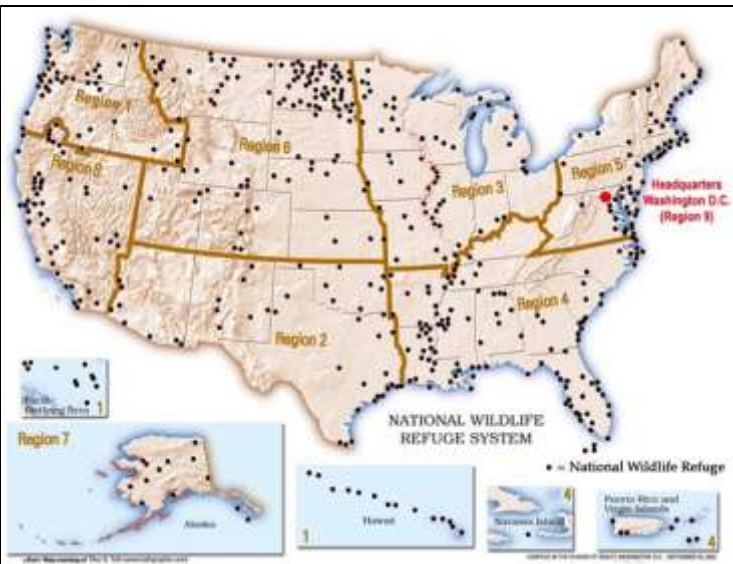 Region 1
Region 6
Region 8
Region 3
Region 5
Headquarters
Washington D.C.
(Region 9)
Region 4
Region 2
1
NATIONAL WILDLIFE
REFUGE SYSTEM
Region 7
• = National Wildlife Refuge
Alaska
Hawaii
1
4
Navassa Island
Puerto Rico and
Virgin Islands
4